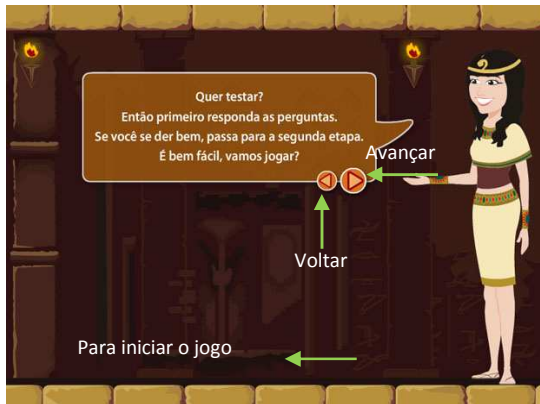 Quer testar?
Então primeiro responda as perguntas.
Se você se der bem, passa para a segunda etapa.
É bem fácil, vamos jogar?
Avançar
Voltar
Para iniciar o jogo